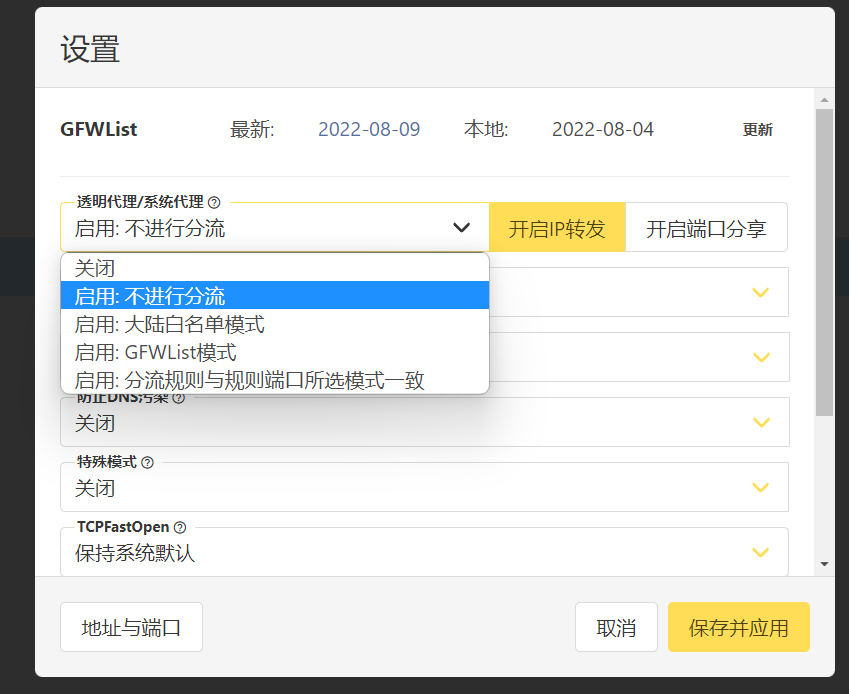 设置
GFWList 最新: 2022-08-09 本地: 2022-08-04 更新
透明代理/系统代理
启用: 不进行分流 开启IP转发 开启端口分享
关闭
启用: 不进行分流
启用: 大陆白名单模式
启用: GFWList模式
启用: 分流规则与规则端口所选模式一致
防止DNS污染
关闭
特殊模式
关闭
TCPFastOpen
保持系统默认
地址与端口 取消 保存并应用